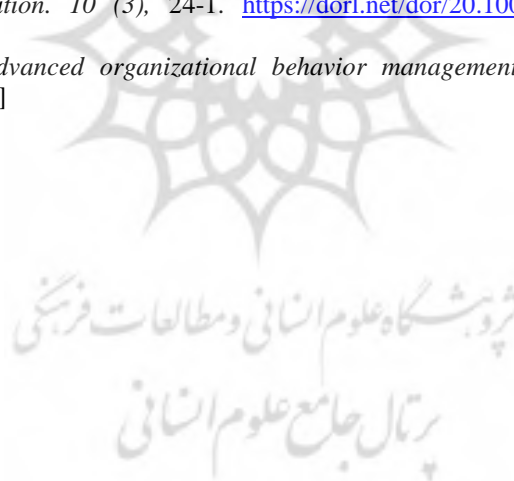 ation. 10 (3), 24-1. https://dorl.net/dor/20.100
dvanced organizational behavior management
]
پژوهشگاه علوم انسانی و مطالعات فرهنگی
پرتال جامع علوم انسانی